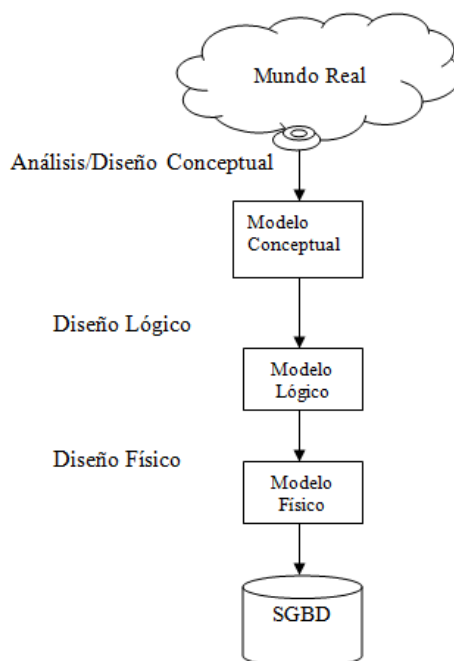 Mundo Real
Análisis/Diseño Conceptual
Modelo
Conceptual
Diseño Lógico
Modelo
Lógico
Diseño Físico
Modelo
Físico
SGBD